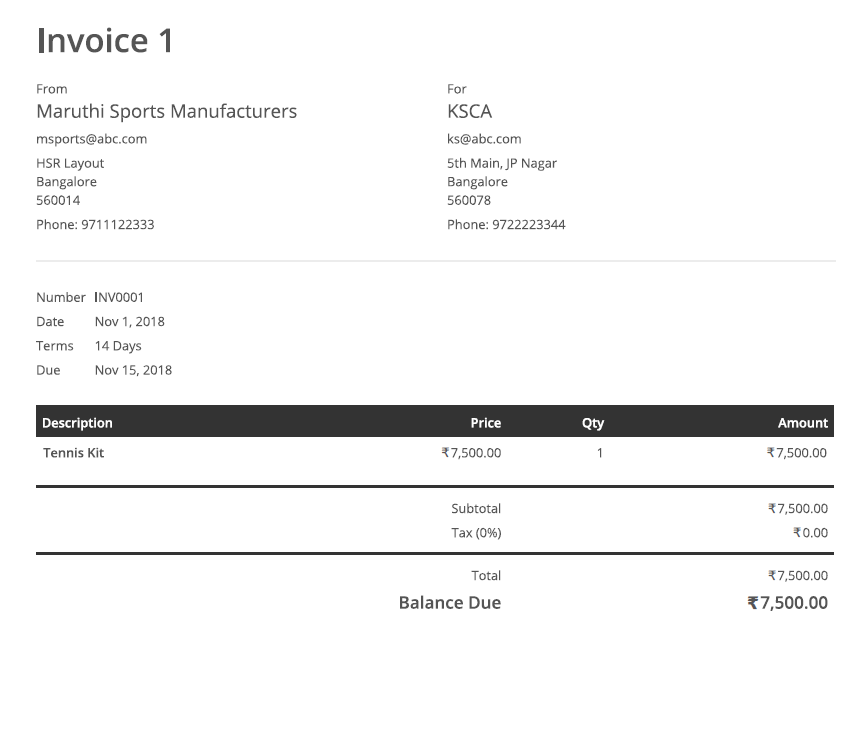 Invoice 1
From
Maruthi Sports Manufacturers
msports@abc.com
HSR Layout
Bangalore
560014
Phone: 9711122333
For
KSCA
ks@abc.com
5th Main, JP Nagar
Bangalore
560078
Phone: 9722223344
Number INV0001
Date Nov 1, 2018
Terms 14 Days
Due Nov 15, 2018
Description Price Qty Amount
Tennis Kit ₹7,500.00 1 ₹7,500.00
Subtotal ₹7,500.00
Tax (0%) ₹0.00
Total ₹7,500.00
Balance Due ₹7,500.00